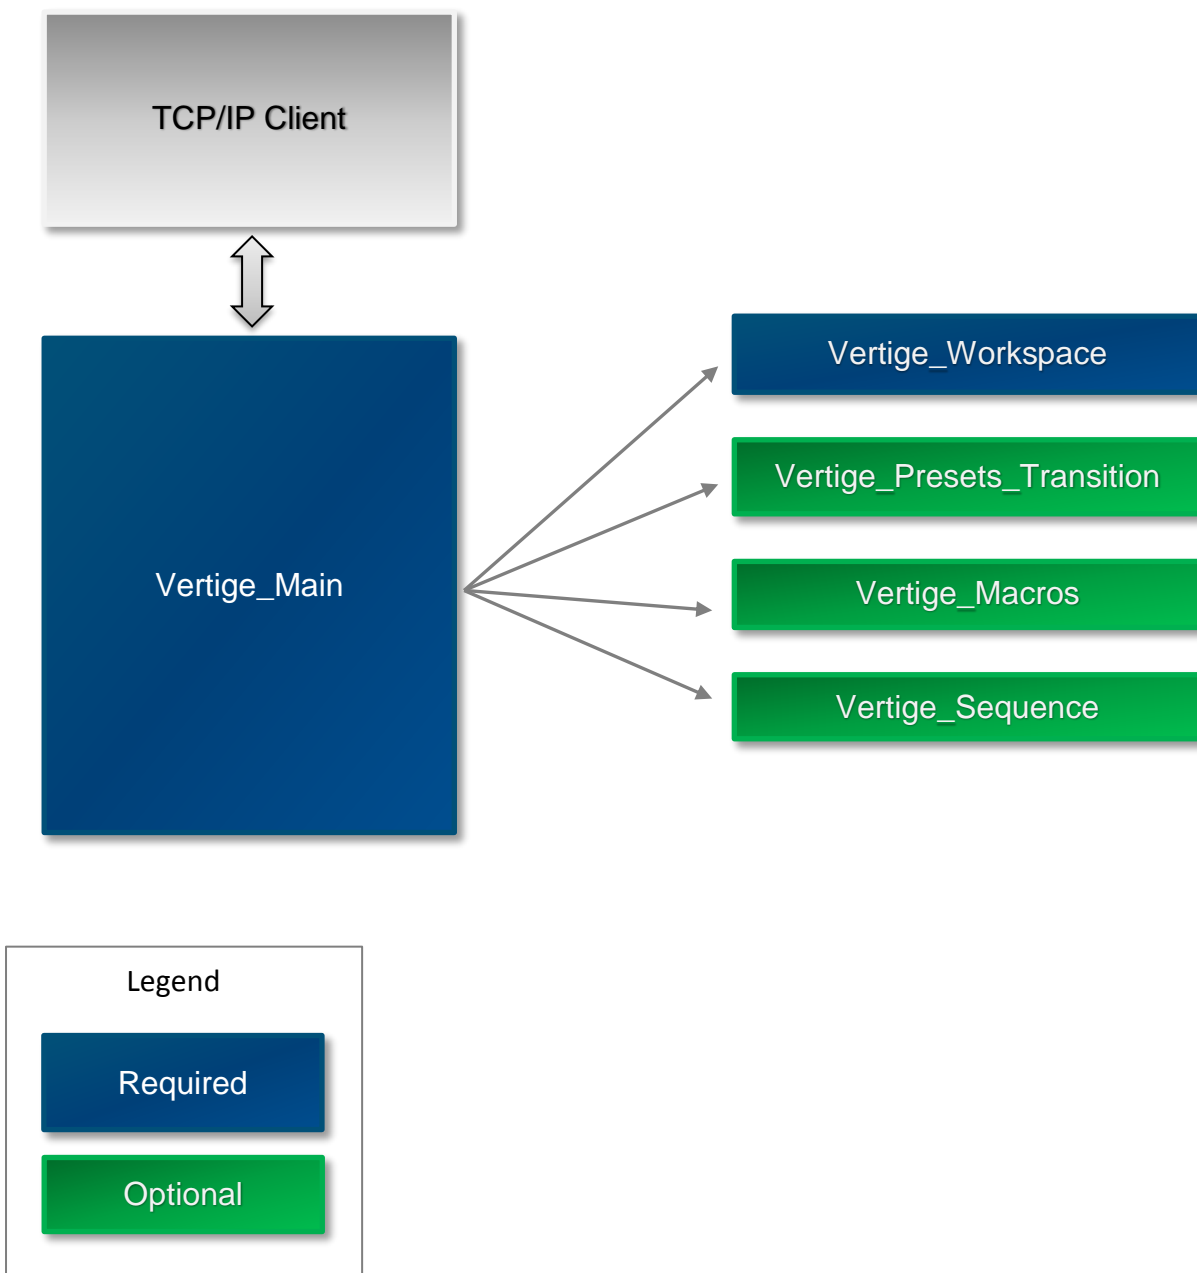 TCP/IP Client
Vertige_Main
Vertige_Workspace
Vertige_Presets_Transition
Vertige_Macros
Vertige_Sequence
Legend
Required
Optional